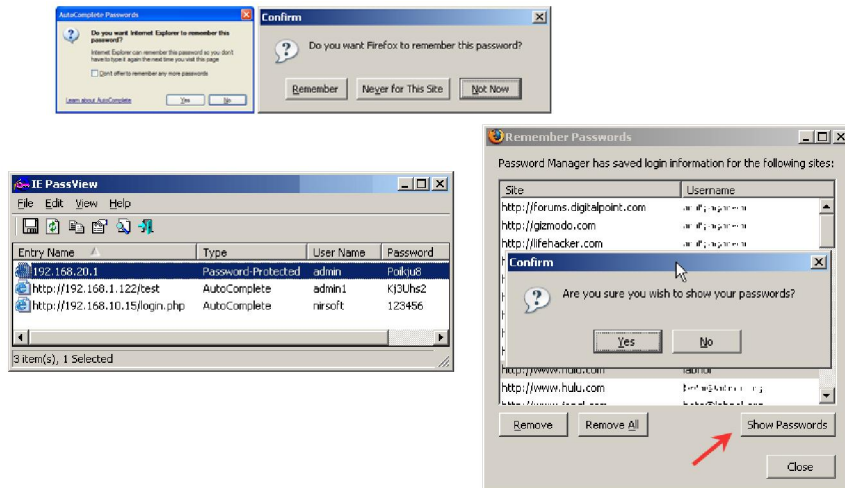 AutoComplete Passwords
Do you want Internet Explorer to remember this password?
Internet Explorer can remember this password so you don't have to type it again the next time you visit this page.
Don't offer to remember any more passwords
Learn about AutoComplete
Yes
No
Confirm
Do you want Firefox to remember this password?
Remember
Never for This Site
Not Now
IE PassView
File Edit View Help
Entry Name Type User Name Password
192.168.20.1 Password-Protected admin Poikju8
http://192.168.1.122/test AutoComplete admin1 Kj3Uhs2
http://192.168.10.15/login.php AutoComplete nirsoft 123456
3 item(s), 1 Selected
Remember Passwords
Password Manager has saved login information for the following sites:
Site Username
http://forums.digitalpoint.com
http://gizmodo.com
http://lifehacker.com
Confirm
Are you sure you wish to show your passwords?
Yes
No
http://www.hulu.com labnol
http://www.hulu.com
Remove
Remove All
Show Passwords
Close